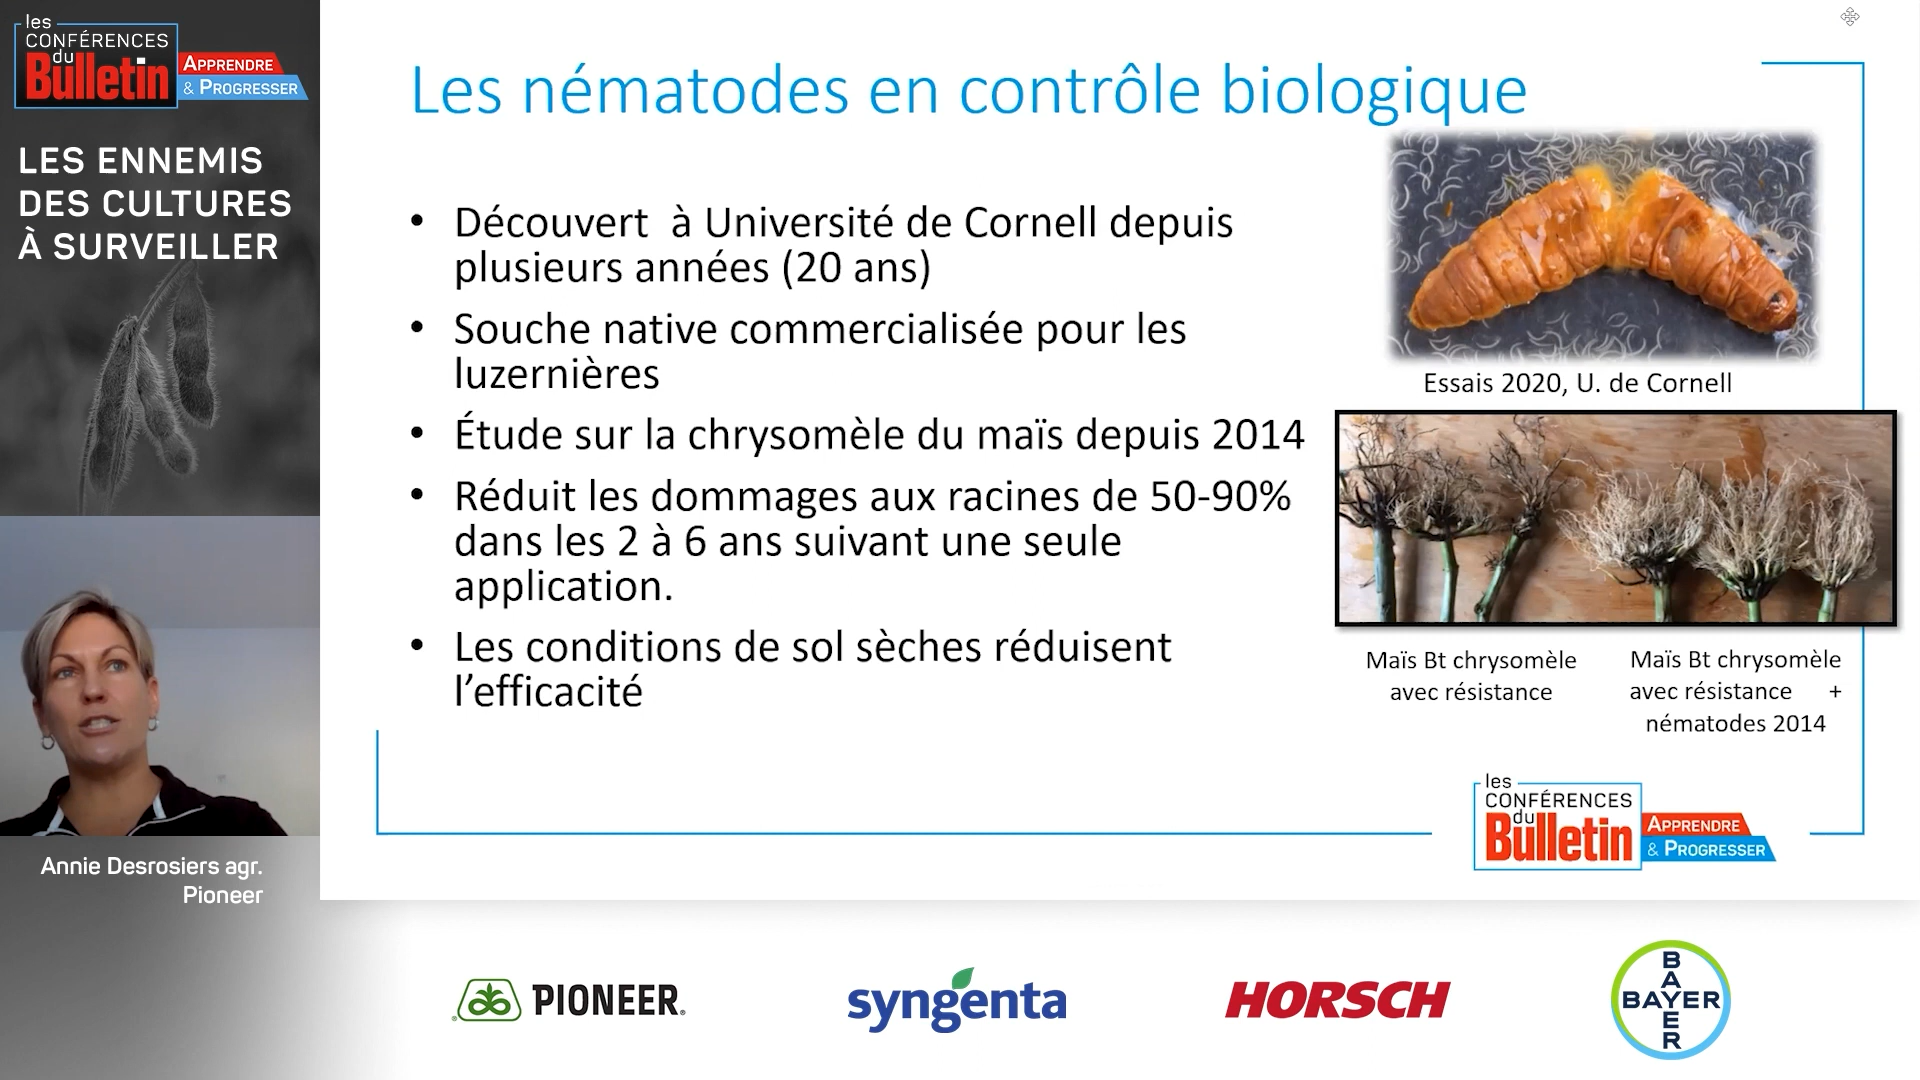 les
CONFÉRENCES
du
Bulletin
APPRENDRE
& PROGRESSER
LES ENNEMIS
DES CULTURES
À SURVEILLER
Annie Desrosiers agr.
Pioneer
Les nématodes en contrôle biologique
• Découvert à Université de Cornell depuis
plusieurs années (20 ans)
• Souche native commercialisée pour les
luzernières
• Étude sur la chrysomèle du maïs depuis 2014
• Réduit les dommages aux racines de 50-90%
dans les 2 à 6 ans suivant une seule
application.
• Les conditions de sol sèches réduisent
l’efficacité
Essais 2020, U. de Cornell
Maïs Bt chrysomèle
avec résistance
Maïs Bt chrysomèle
avec résistance +
nématodes 2014
les
CONFÉRENCES
du
Bulletin
APPRENDRE
& PROGRESSER
PIONEER®
syngenta
HORSCH
BAYER
BAYER